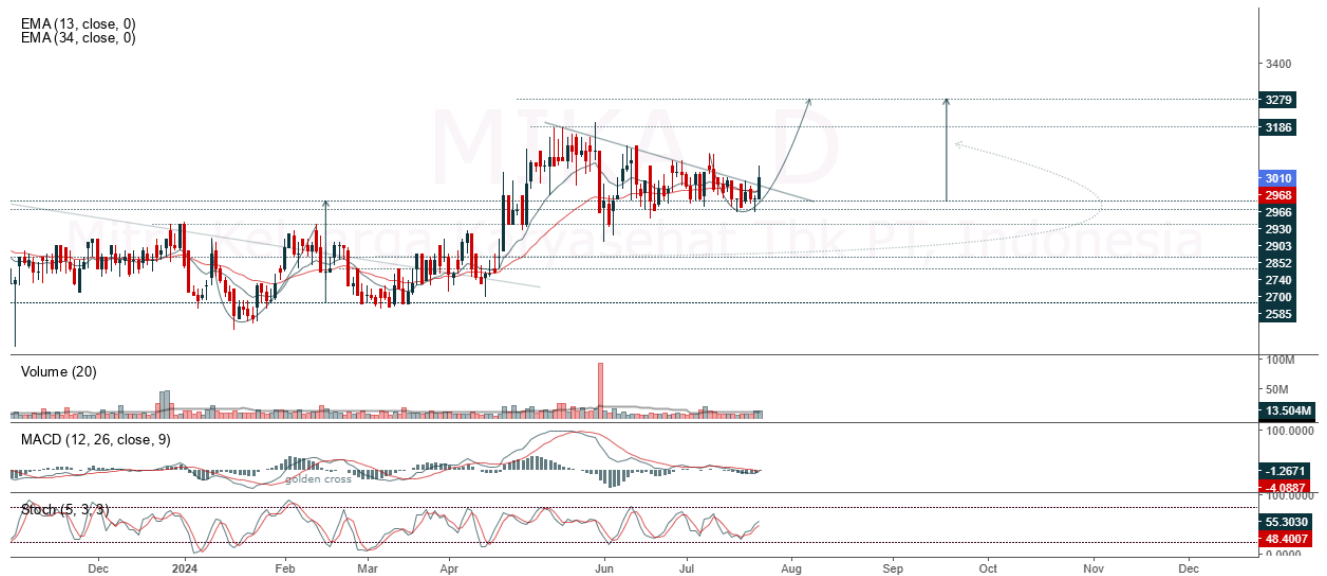 EMA (13, close, 0)
EMA (34, close, 0)
MIKA, D
3400
3279
3186
3010
2968
2966
2930
2903
2852
2740
2700
2585
Volume (20)
100M
50M
13.504M
MACD (12, 26, close, 9)
100.0000
golden cross
-1.2671
-4.0887
Stoch (5, 3, 3)
100.0000
55.3030
48.4007
0.0000
Dec
2024
Feb
Mar
Apr
Jun
Jul
Aug
Sep
Oct
Nov
Dec